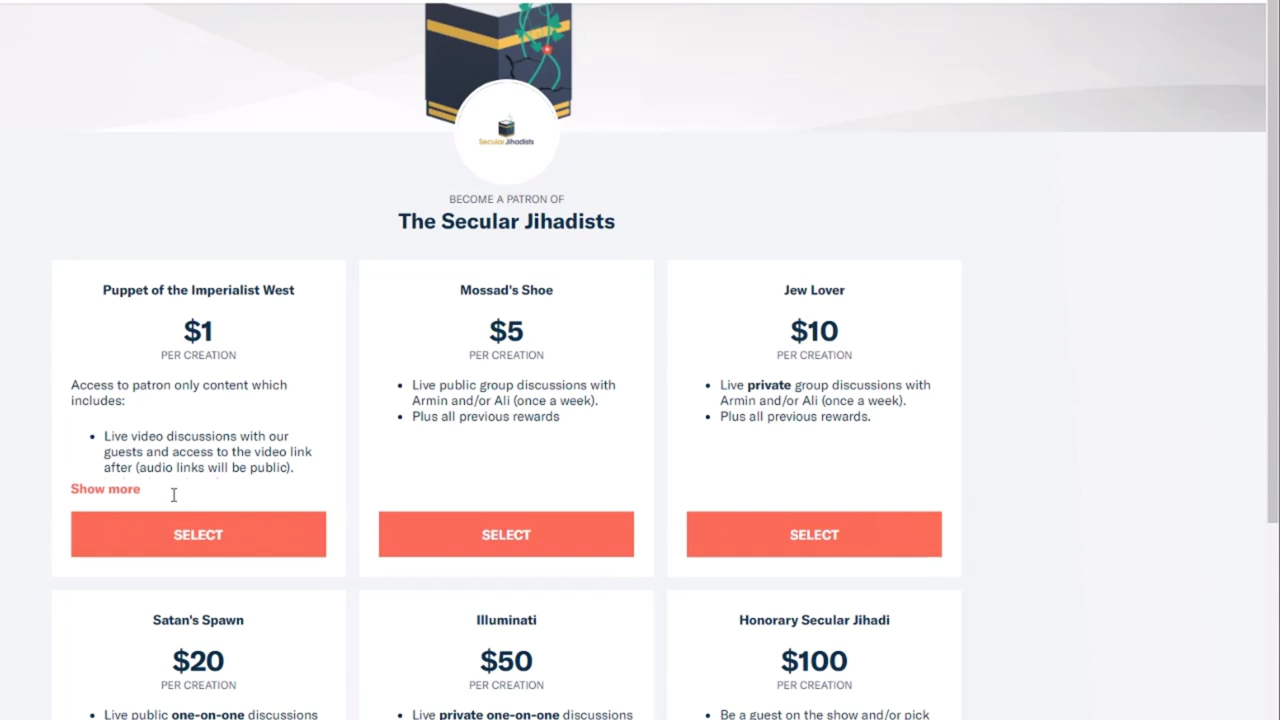 Secular Jihadists
BECOME A PATRON OF
The Secular Jihadists
Puppet of the Imperialist West
$1
PER CREATION
Access to patron only content which
includes:
• Live video discussions with our
guests and access to the video link
after (audio links will be public).
Show more
SELECT
Mossad's Shoe
$5
PER CREATION
• Live public group discussions with
Armin and/or Ali (once a week).
• Plus all previous rewards
SELECT
Jew Lover
$10
PER CREATION
• Live private group discussions with
Armin and/or Ali (once a week).
• Plus all previous rewards.
SELECT
Satan's Spawn
$20
PER CREATION
• Live public one-on-one discussions
Illuminati
$50
PER CREATION
• Live private one-on-one discussions
Honorary Secular Jihadi
$100
PER CREATION
• Be a guest on the show and/or pick